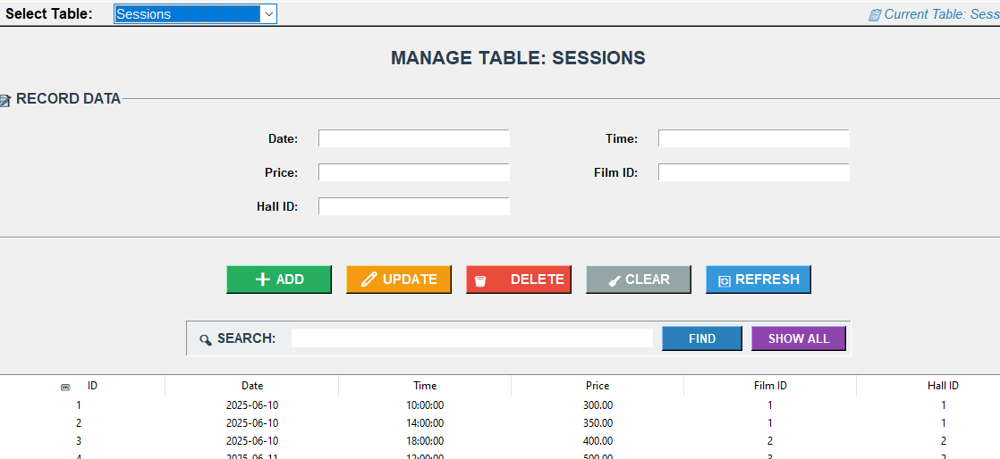 Select Table: Sessions Current Table: Sess
MANAGE TABLE: SESSIONS
RECORD DATA
Date: Time:
Price: Film ID:
Hall ID:
ADD UPDATE DELETE CLEAR REFRESH
SEARCH: FIND SHOW ALL
ID Date Time Price Film ID Hall ID
1 2025-06-10 10:00:00 300.00 1 1
2 2025-06-10 14:00:00 350.00 1 1
3 2025-06-10 18:00:00 400.00 2 2
4 2025-06-11 12:00:00 500.00 3 2